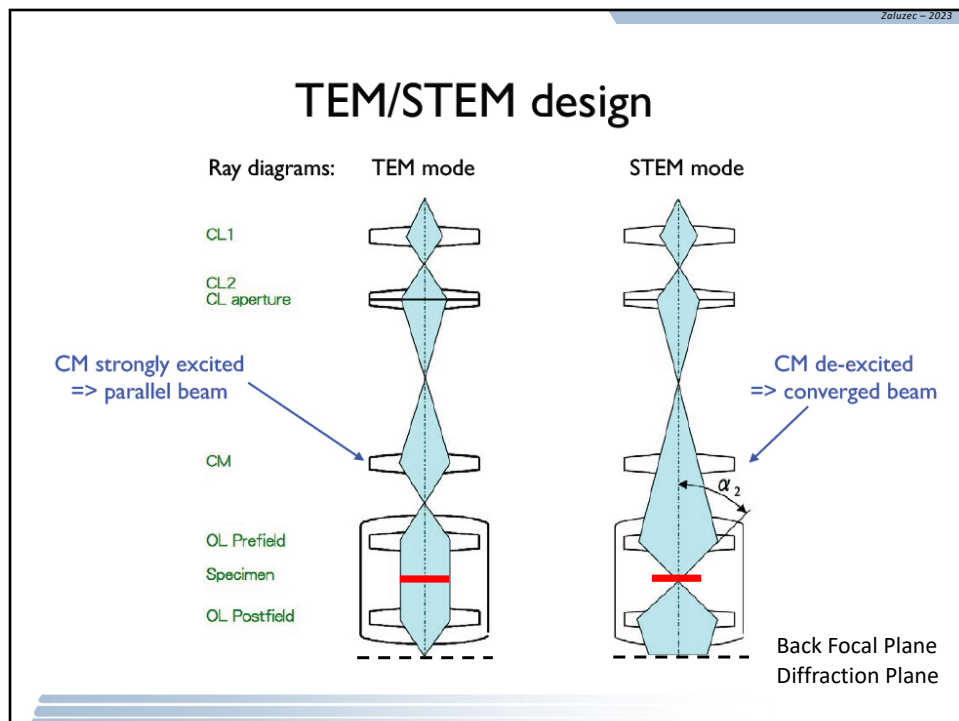 Zaluzec – 2023
TEM/STEM design
Ray diagrams: TEM mode STEM mode
CL1
CL2
CL aperture
CM strongly excited
=> parallel beam
CM de-excited
=> converged beam
CM
α 2
OL Prefield
Specimen
OL Postfield
Back Focal Plane
Diffraction Plane